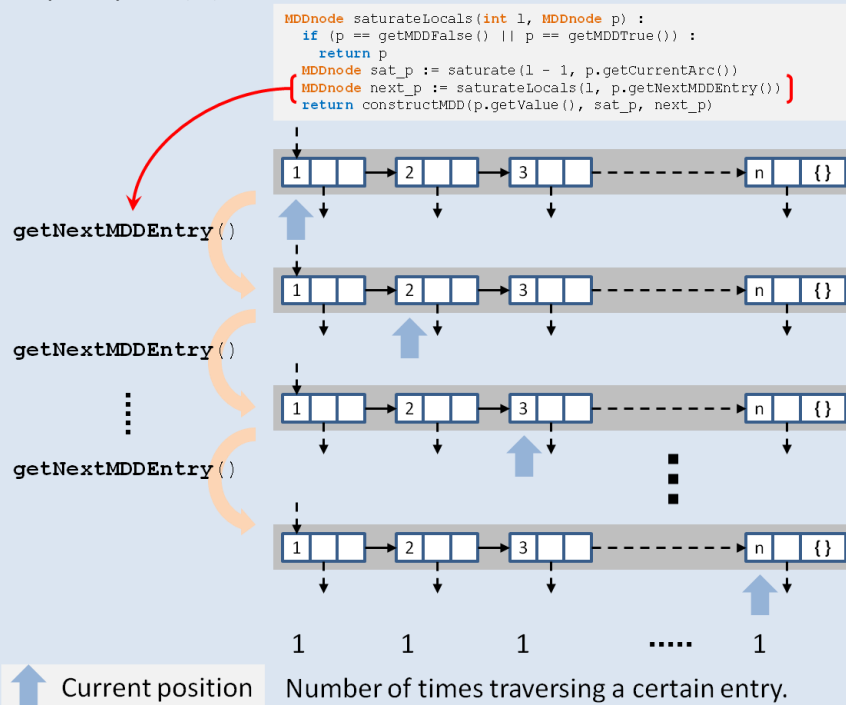 MDDnode saturateLocals(int l, MDDnode p) :
if (p == getMDDFalse() || p == getMDDTrue()) :
return p
MDDnode sat_p := saturate(l - 1, p.getCurrentArc())
MDDnode next_p := saturateLocals(l, p.getNextMDDEntry())
return constructMDD(p.getValue(), sat_p, next_p)
1 2 3 n {}
getNextMDDEntry()
1 2 3 n {}
getNextMDDEntry()
1 2 3 n {}
getNextMDDEntry()
1 2 3 n {}
1 1 1 ..... 1
Current position
Number of times traversing a certain entry.